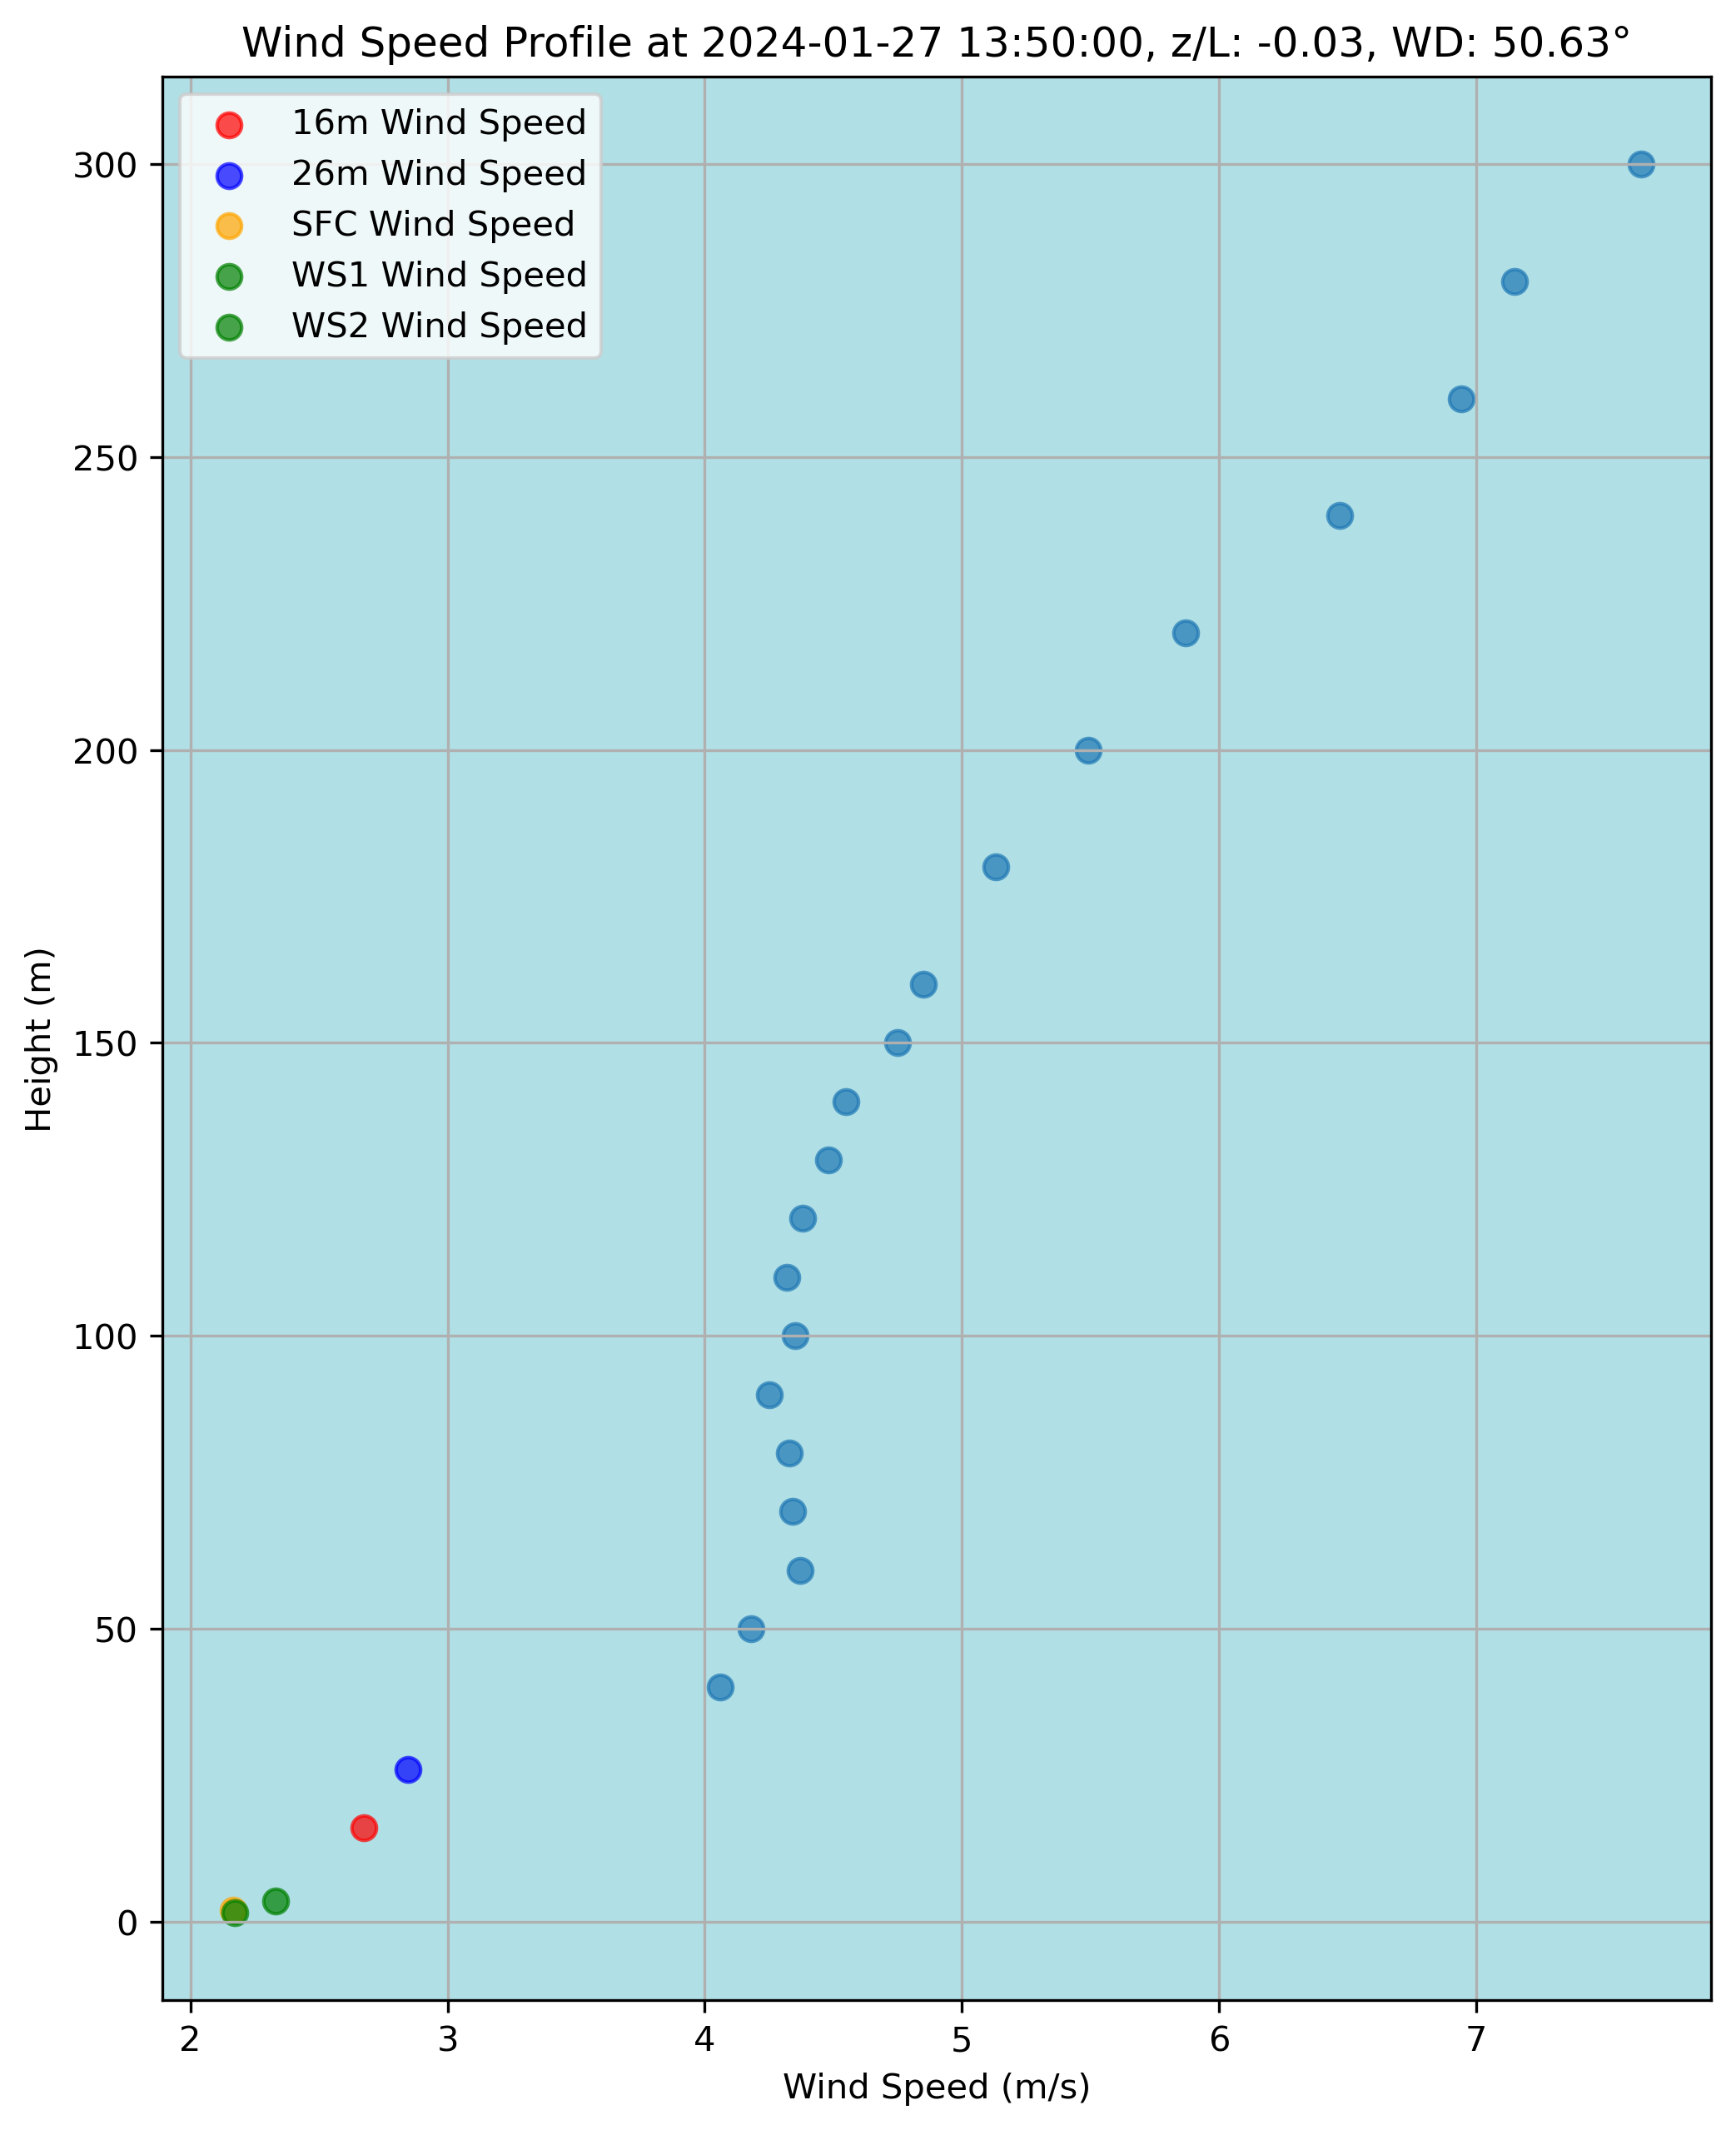 Wind Speed Profile at 2024-01-27 13:50:00, z/L: -0.03, WD: 50.63°
16m Wind Speed
26m Wind Speed
SFC Wind Speed
WS1 Wind Speed
WS2 Wind Speed
300
250
200
150
100
50
0
Height (m)
2 3 4 5 6 7
Wind Speed (m/s)